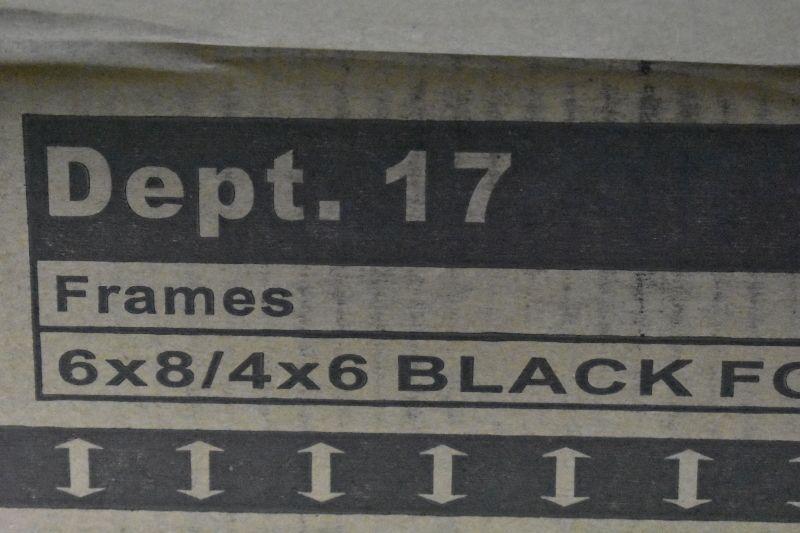 Dept. 17
Frames
6x8/4x6 BLACK